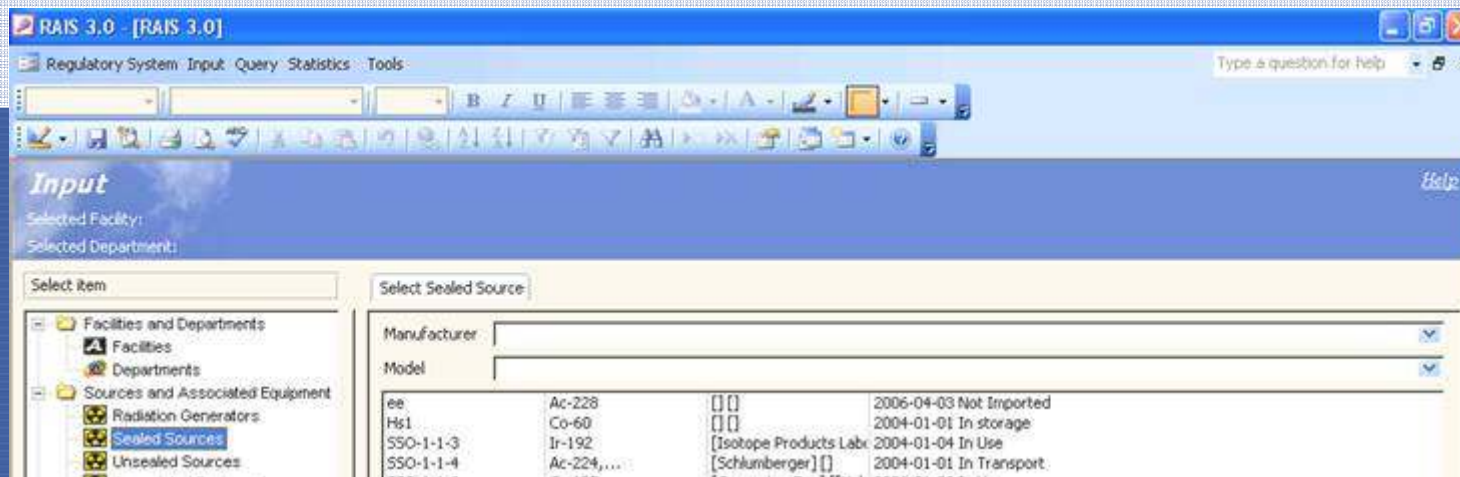 RAIS 3.0 - [RAIS 3.0]
Regulatory System Input Query Statistics Tools
Type a question for help
B I U A
Input
Help
Selected Facility:
Selected Department:
Select item
Select Sealed Source
Facilities and Departments
Facilities
Departments
Sources and Associated Equipment
Radiation Generators
Sealed Sources
Unsealed Sources
Manufacturer
Model
ee Ac-228 [] [] 2006-04-03 Not Imported
Hs1 Co-60 [] [] 2004-01-01 In storage
SSO-1-1-3 Ir-192 [Isotope Products Labc 2004-01-04 In Use
SSO-1-1-4 Ac-224,... [Schlumberger] [] 2004-01-01 In Transport